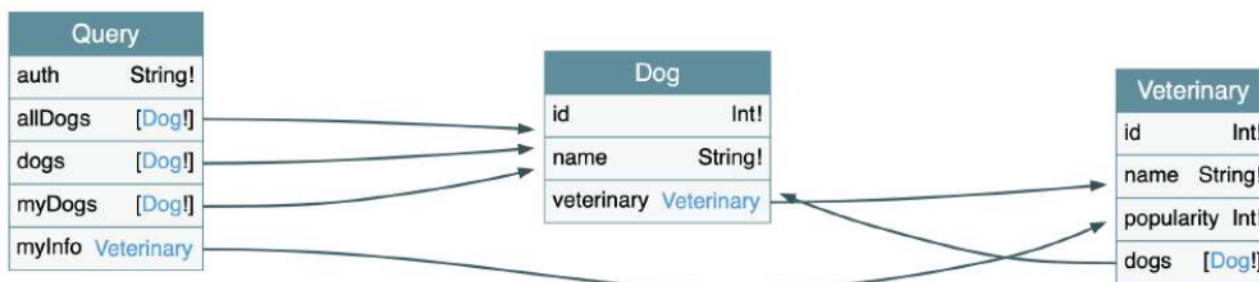 Query
auth String!
allDogs [Dog!]
dogs [Dog!]
myDogs [Dog!]
myInfo Veterinary
Dog
id Int!
name String!
veterinary Veterinary
Veterinary
id Int!
name String!
popularity Int!
dogs [Dog!]